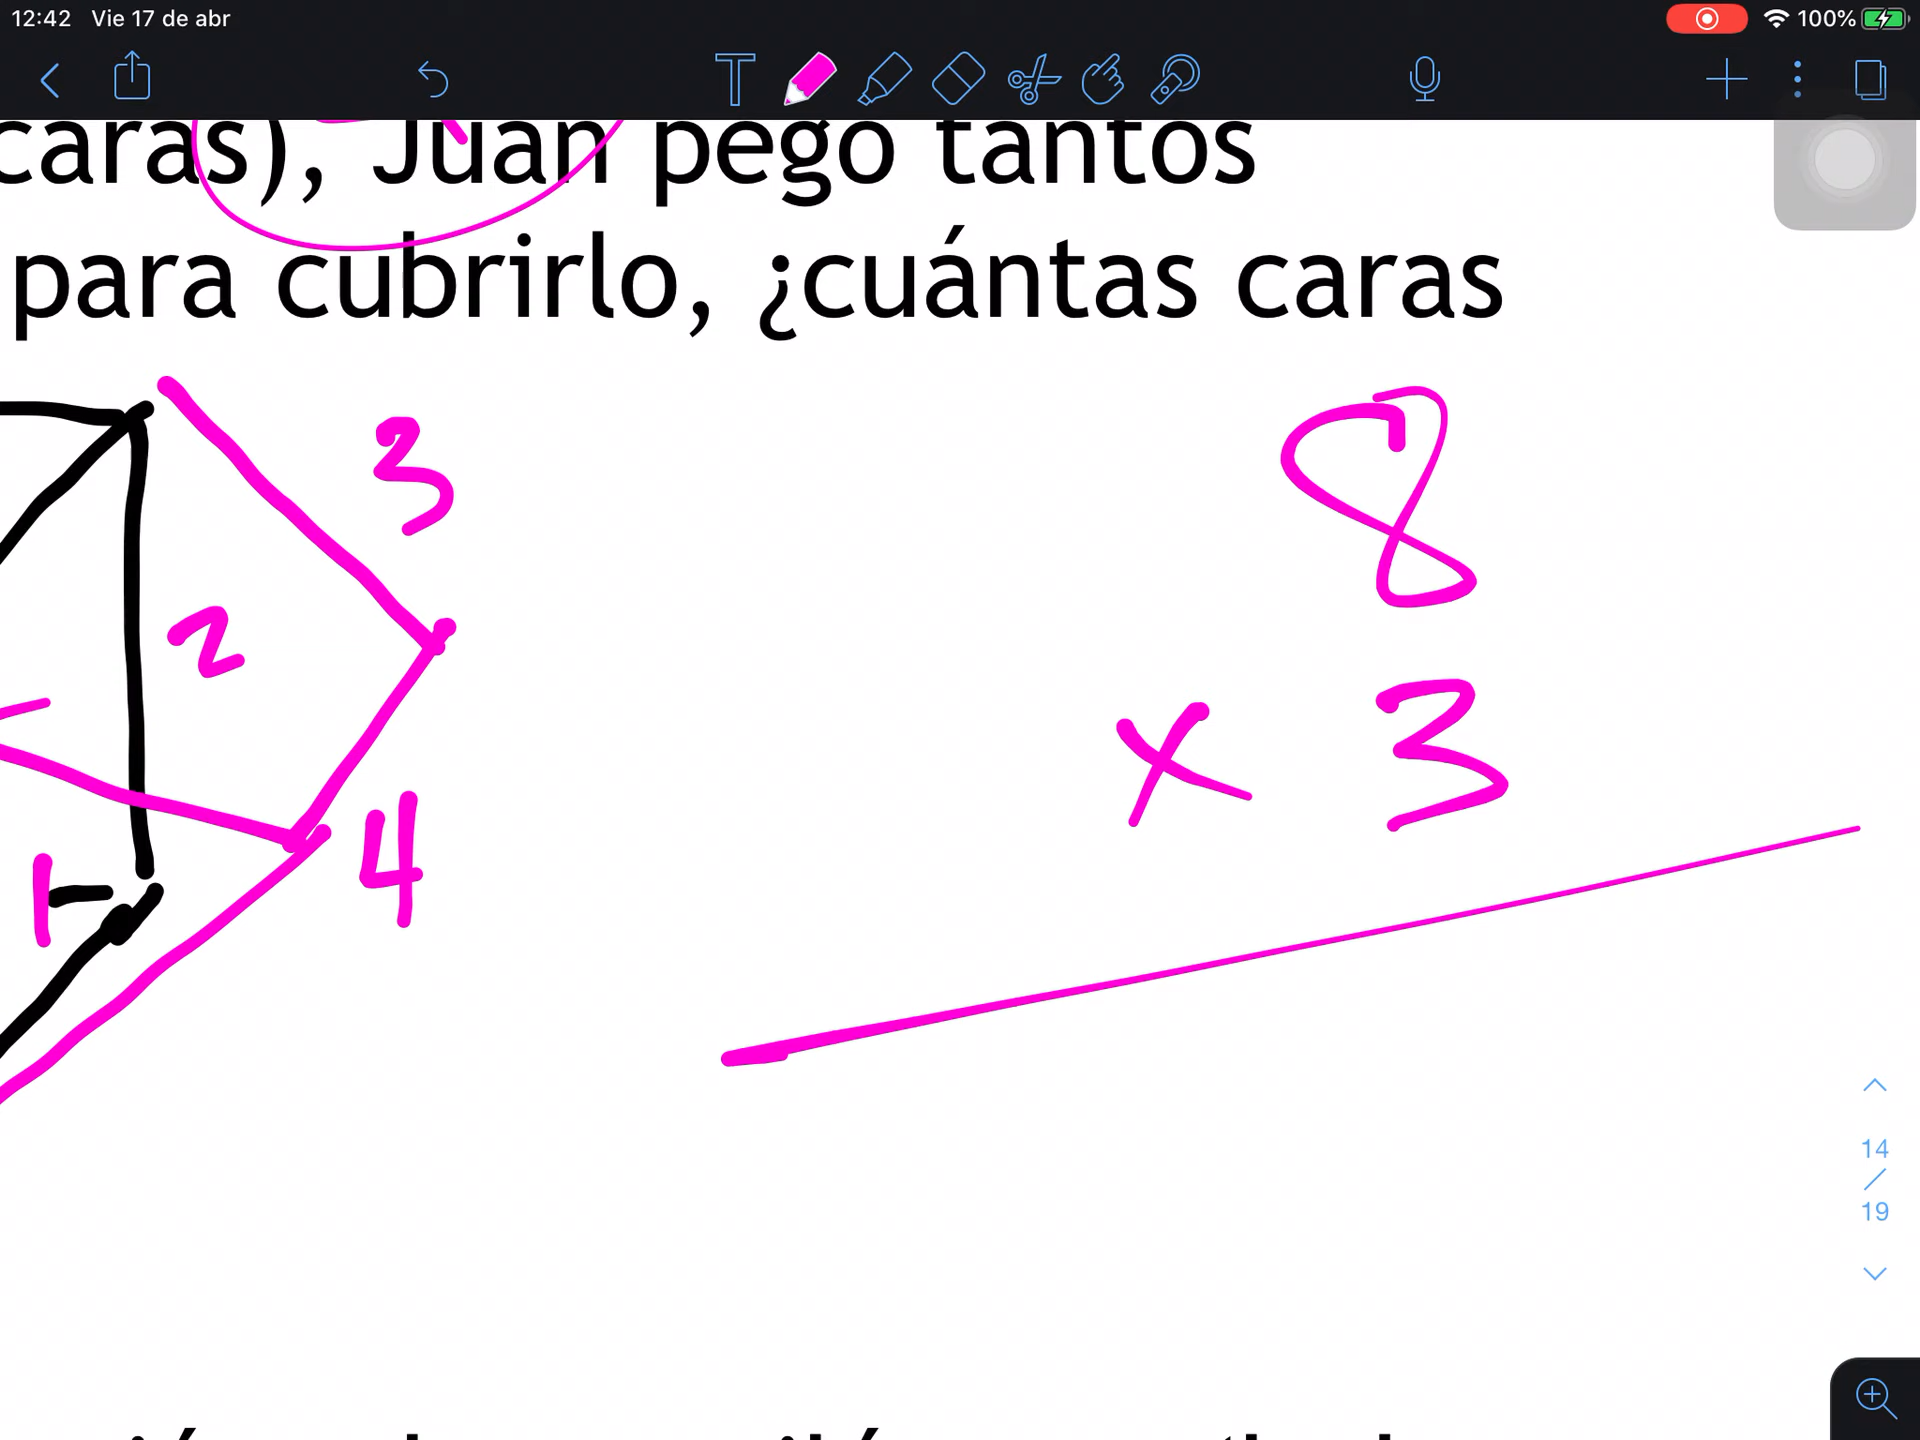 12:42 Vie 17 de abr 100%
caras), Juan pegó tantos
para cubrirlo, ¿cuántas caras
3
8
2
x 3
4
1
14
/
19